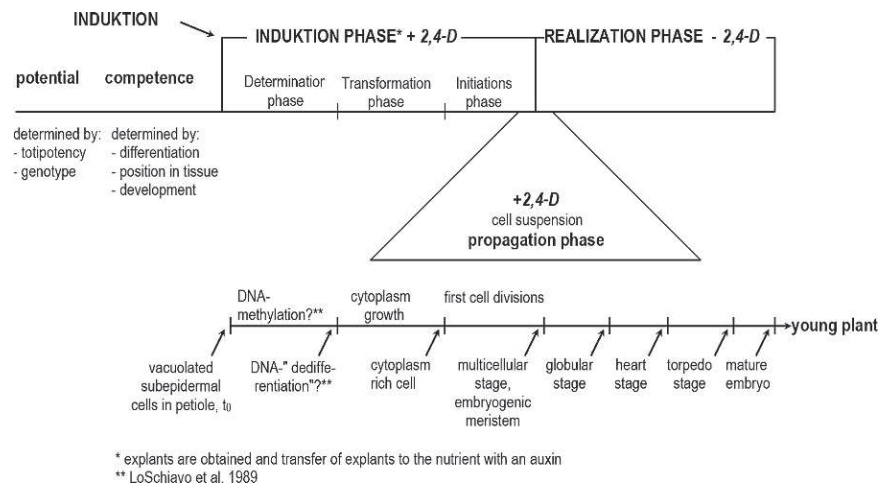 INDUKTION
INDUKTION PHASE* + 2,4-D
REALIZATION PHASE - 2,4-D
potential
competence
Determination
phase
Transformation
phase
Initiations
phase
determined by:
- totipotency
- genotype
determined by:
- differentiation
- position in tissue
- development
+2,4-D
cell suspension
propagation phase
DNA-
methylation?**
cytoplasm
growth
first cell divisions
young plant
vacuolated
subepidermal
cells in petiole, t0
DNA-" dediffe-
rentiation"?**
cytoplasm
rich cell
multicellular
stage,
embryogenic
meristem
globular
stage
heart
stage
torpedo
stage
mature
embryo
* explants are obtained and transfer of explants to the nutrient with an auxin
** LoSchiavo et al. 1989